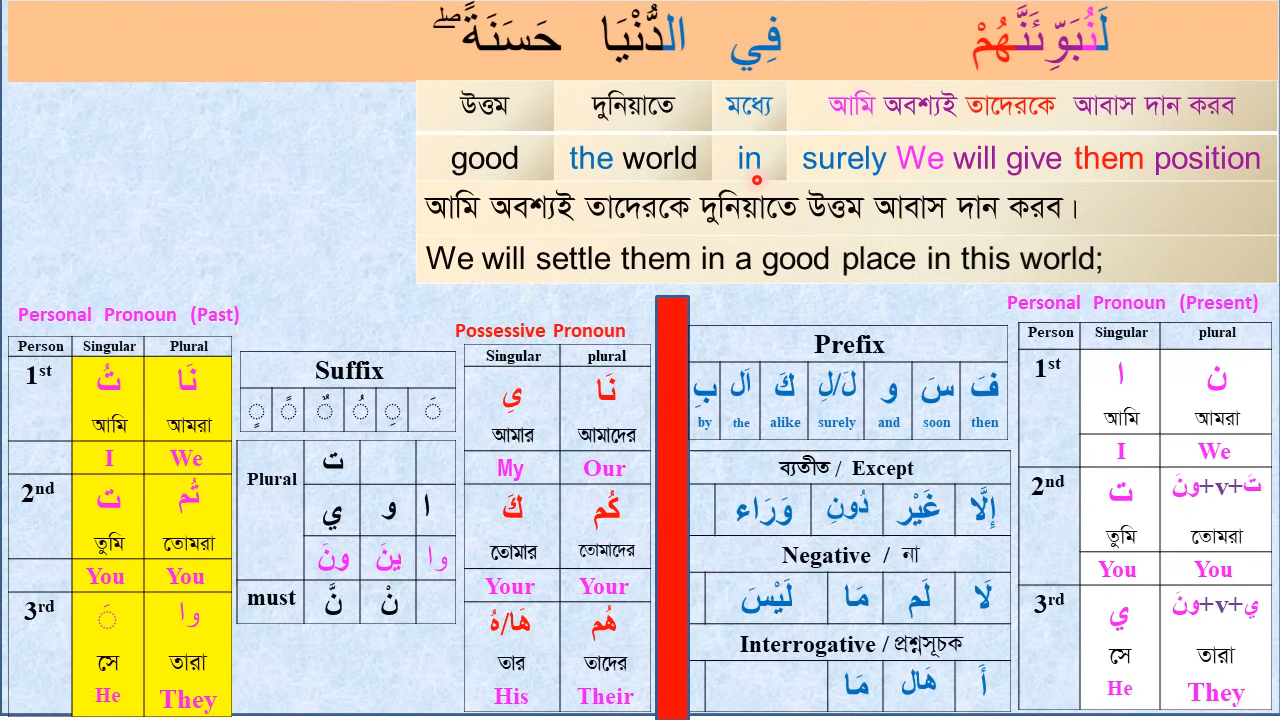 لَنُبَوِّئَنَّهُمْ فِي الدُّنْيَا حَسَنَةً ۖ
উত্তম দুনিয়াতে মধ্যে আমি অবশ্যই তাদেরকে আবাস দান করব
good the world in surely We will give them position
আমি অবশ্যই তাদেরকে দুনিয়াতে উত্তম আবাস দান করব।
We will settle them in a good place in this world;
Personal Pronoun (Past)
Person Singular Plural
1st تُ نَا
আমি আমরা
I We
2nd ت تُم
তুমি তোমরা
You You
3rd َ وا
সে তারা
He They
Suffix
ٍ ً ٌ ُ ِ َ
Plural ت
ي و ا
ونَ ينَ وا
must نَّ نْ
Possessive Pronoun
Singular plural
يِ نَا
আমার আমাদের
My Our
كَ كُم
তোমার তোমাদের
Your Your
هَا/هُ هُم
তার তাদের
His Their
Prefix
بِ اَل كَ لَ/لِ و سَ فَ
by the alike surely and soon then
ব্যতীত / Except
وَرَاء دُونِ غَيْر إِلَّا
Negative / না
لَيْسَ مَا لَم لَا
Interrogative / প্রশ্নসূচক
مَا هَال أَ
Personal Pronoun (Present)
Person Singular plural
1st ا ن
আমি আমরা
I We
2nd ت تَ+v+ونَ
তুমি তোমরা
You You
3rd ي ي+v+ونَ
সে তারা
He They